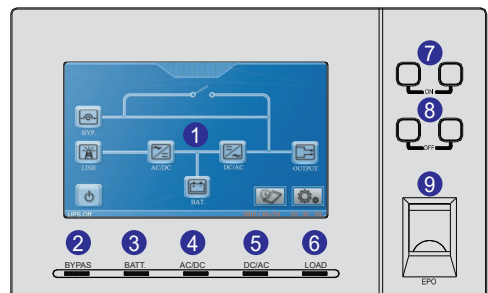 7
ON
8
OFF
1
BYP.
LINE
AC/DC
DC/AC
OUTPUT
BAT.
UPS Off
9
EPO
2 3 4 5 6
BYPAS BATT. AC/DC DC/AC LOAD